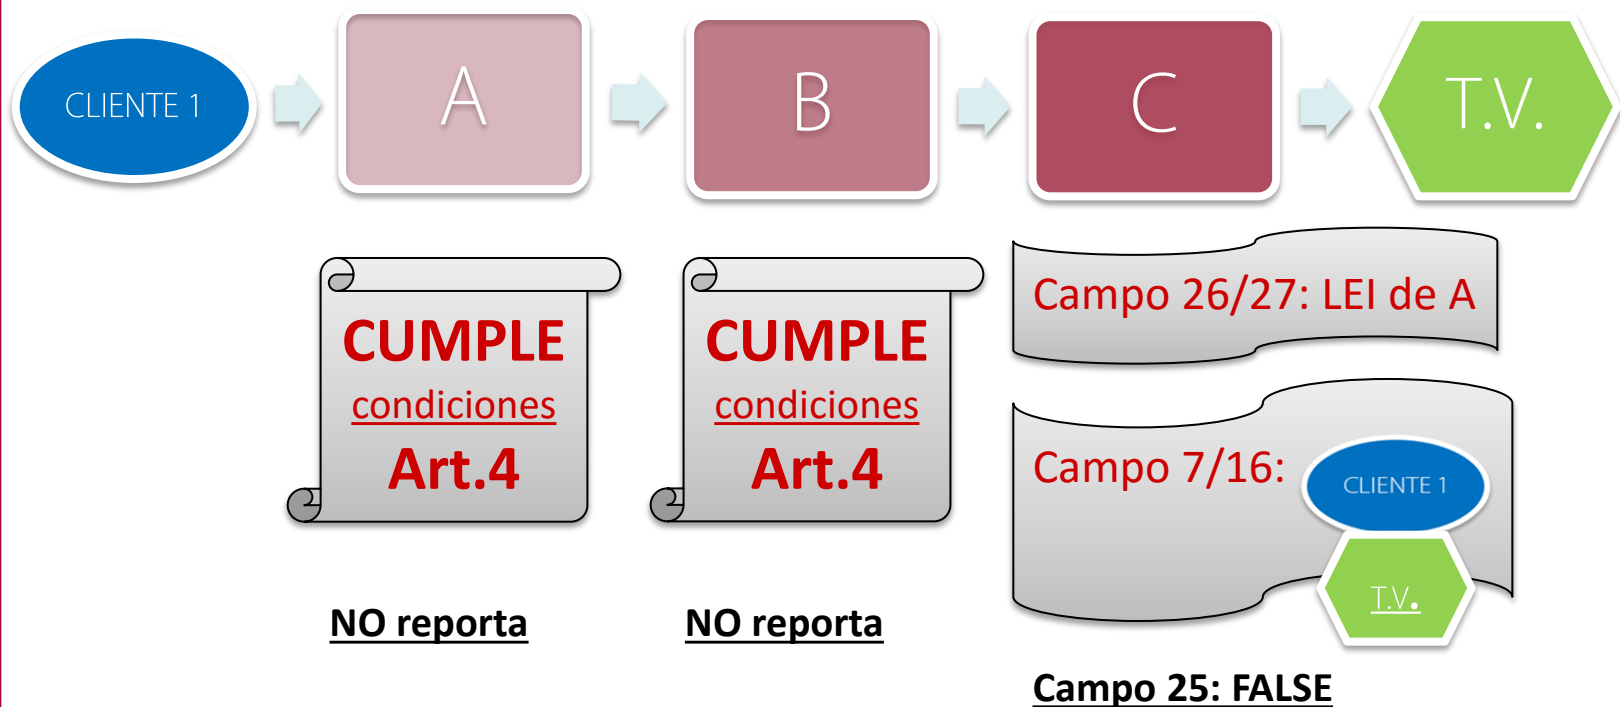 CLIENTE 1
A
B
C
T.V.
CUMPLE
condiciones
Art.4
NO reporta
CUMPLE
condiciones
Art.4
NO reporta
Campo 26/27: LEI de A
Campo 7/16:
CLIENTE 1
T.V.
Campo 25: FALSE